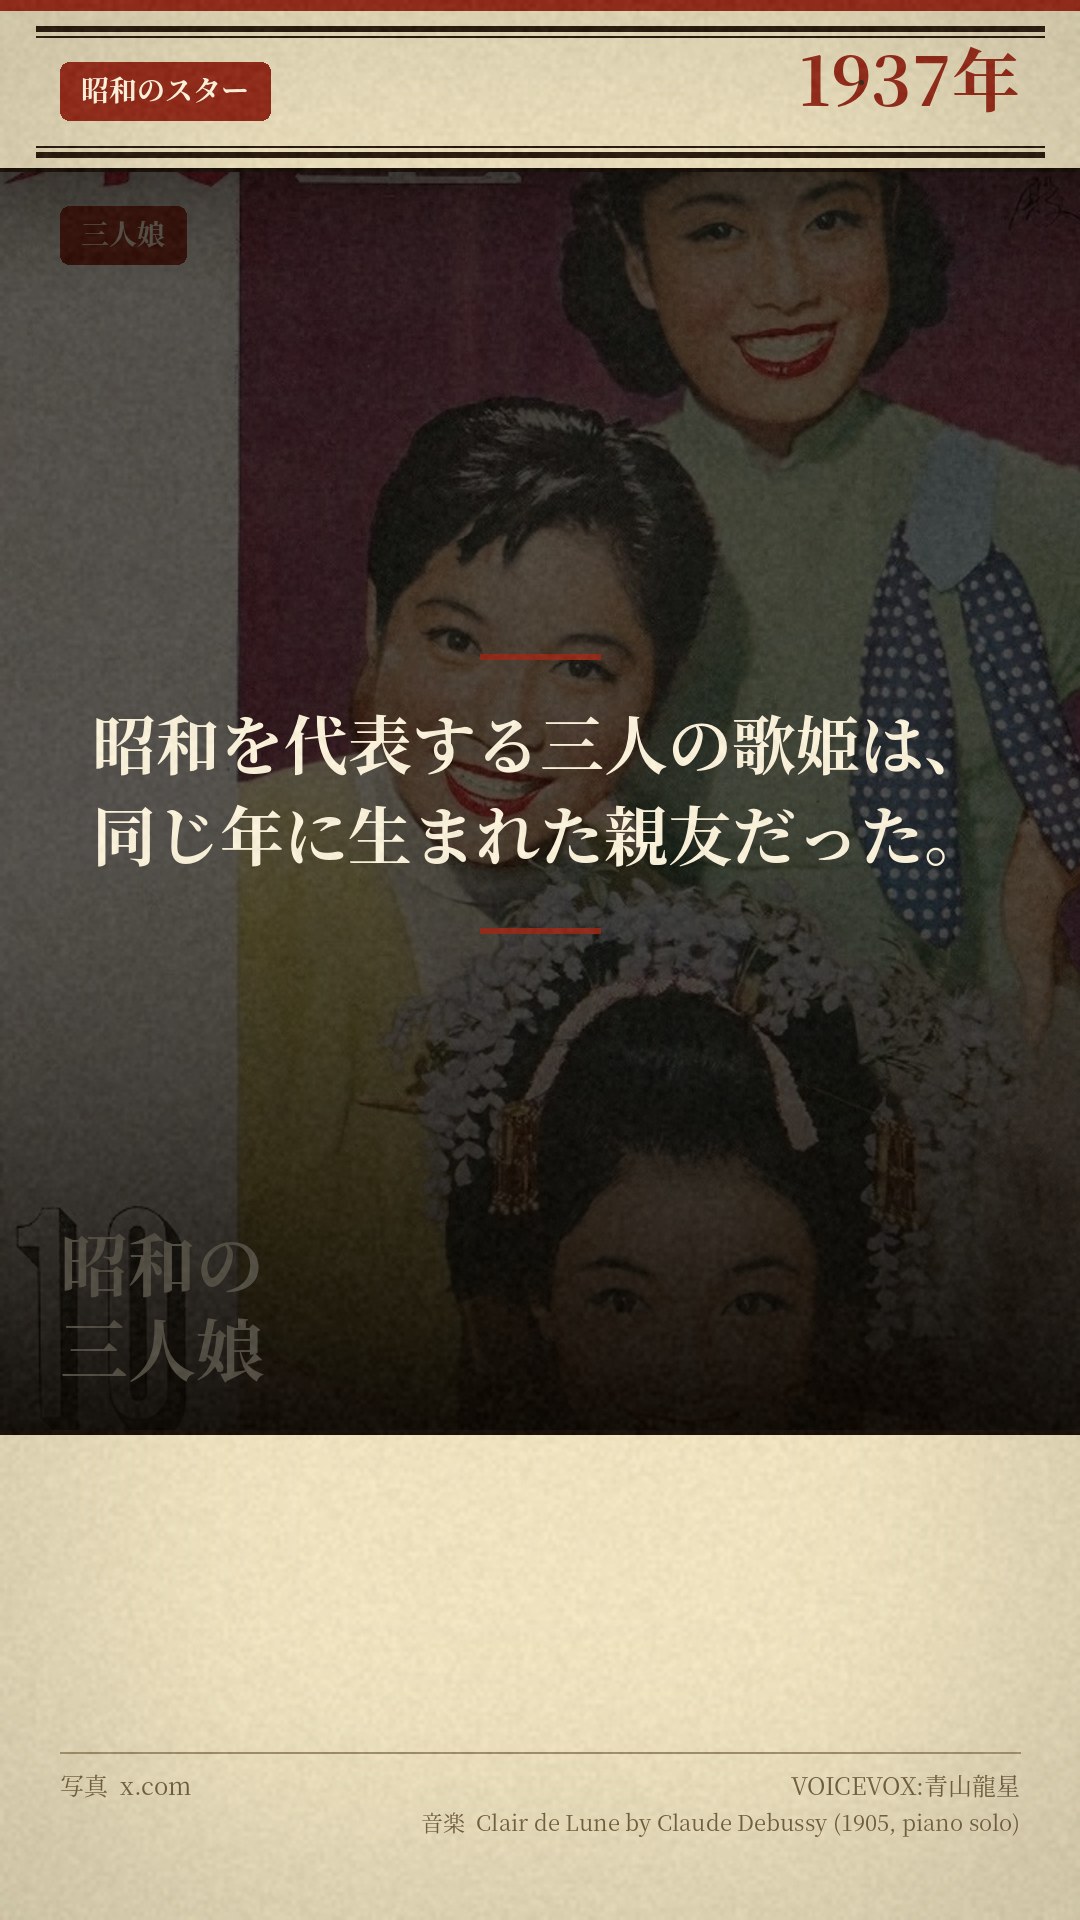 昭和のスター
1937年
三人娘
昭和を代表する三人の歌姫は、
同じ年に生まれた親友だった。
10
昭和の
三人娘
写真 x.com
VOICEVOX:青山龍星
音楽 Clair de Lune by Claude Debussy (1905, piano solo)